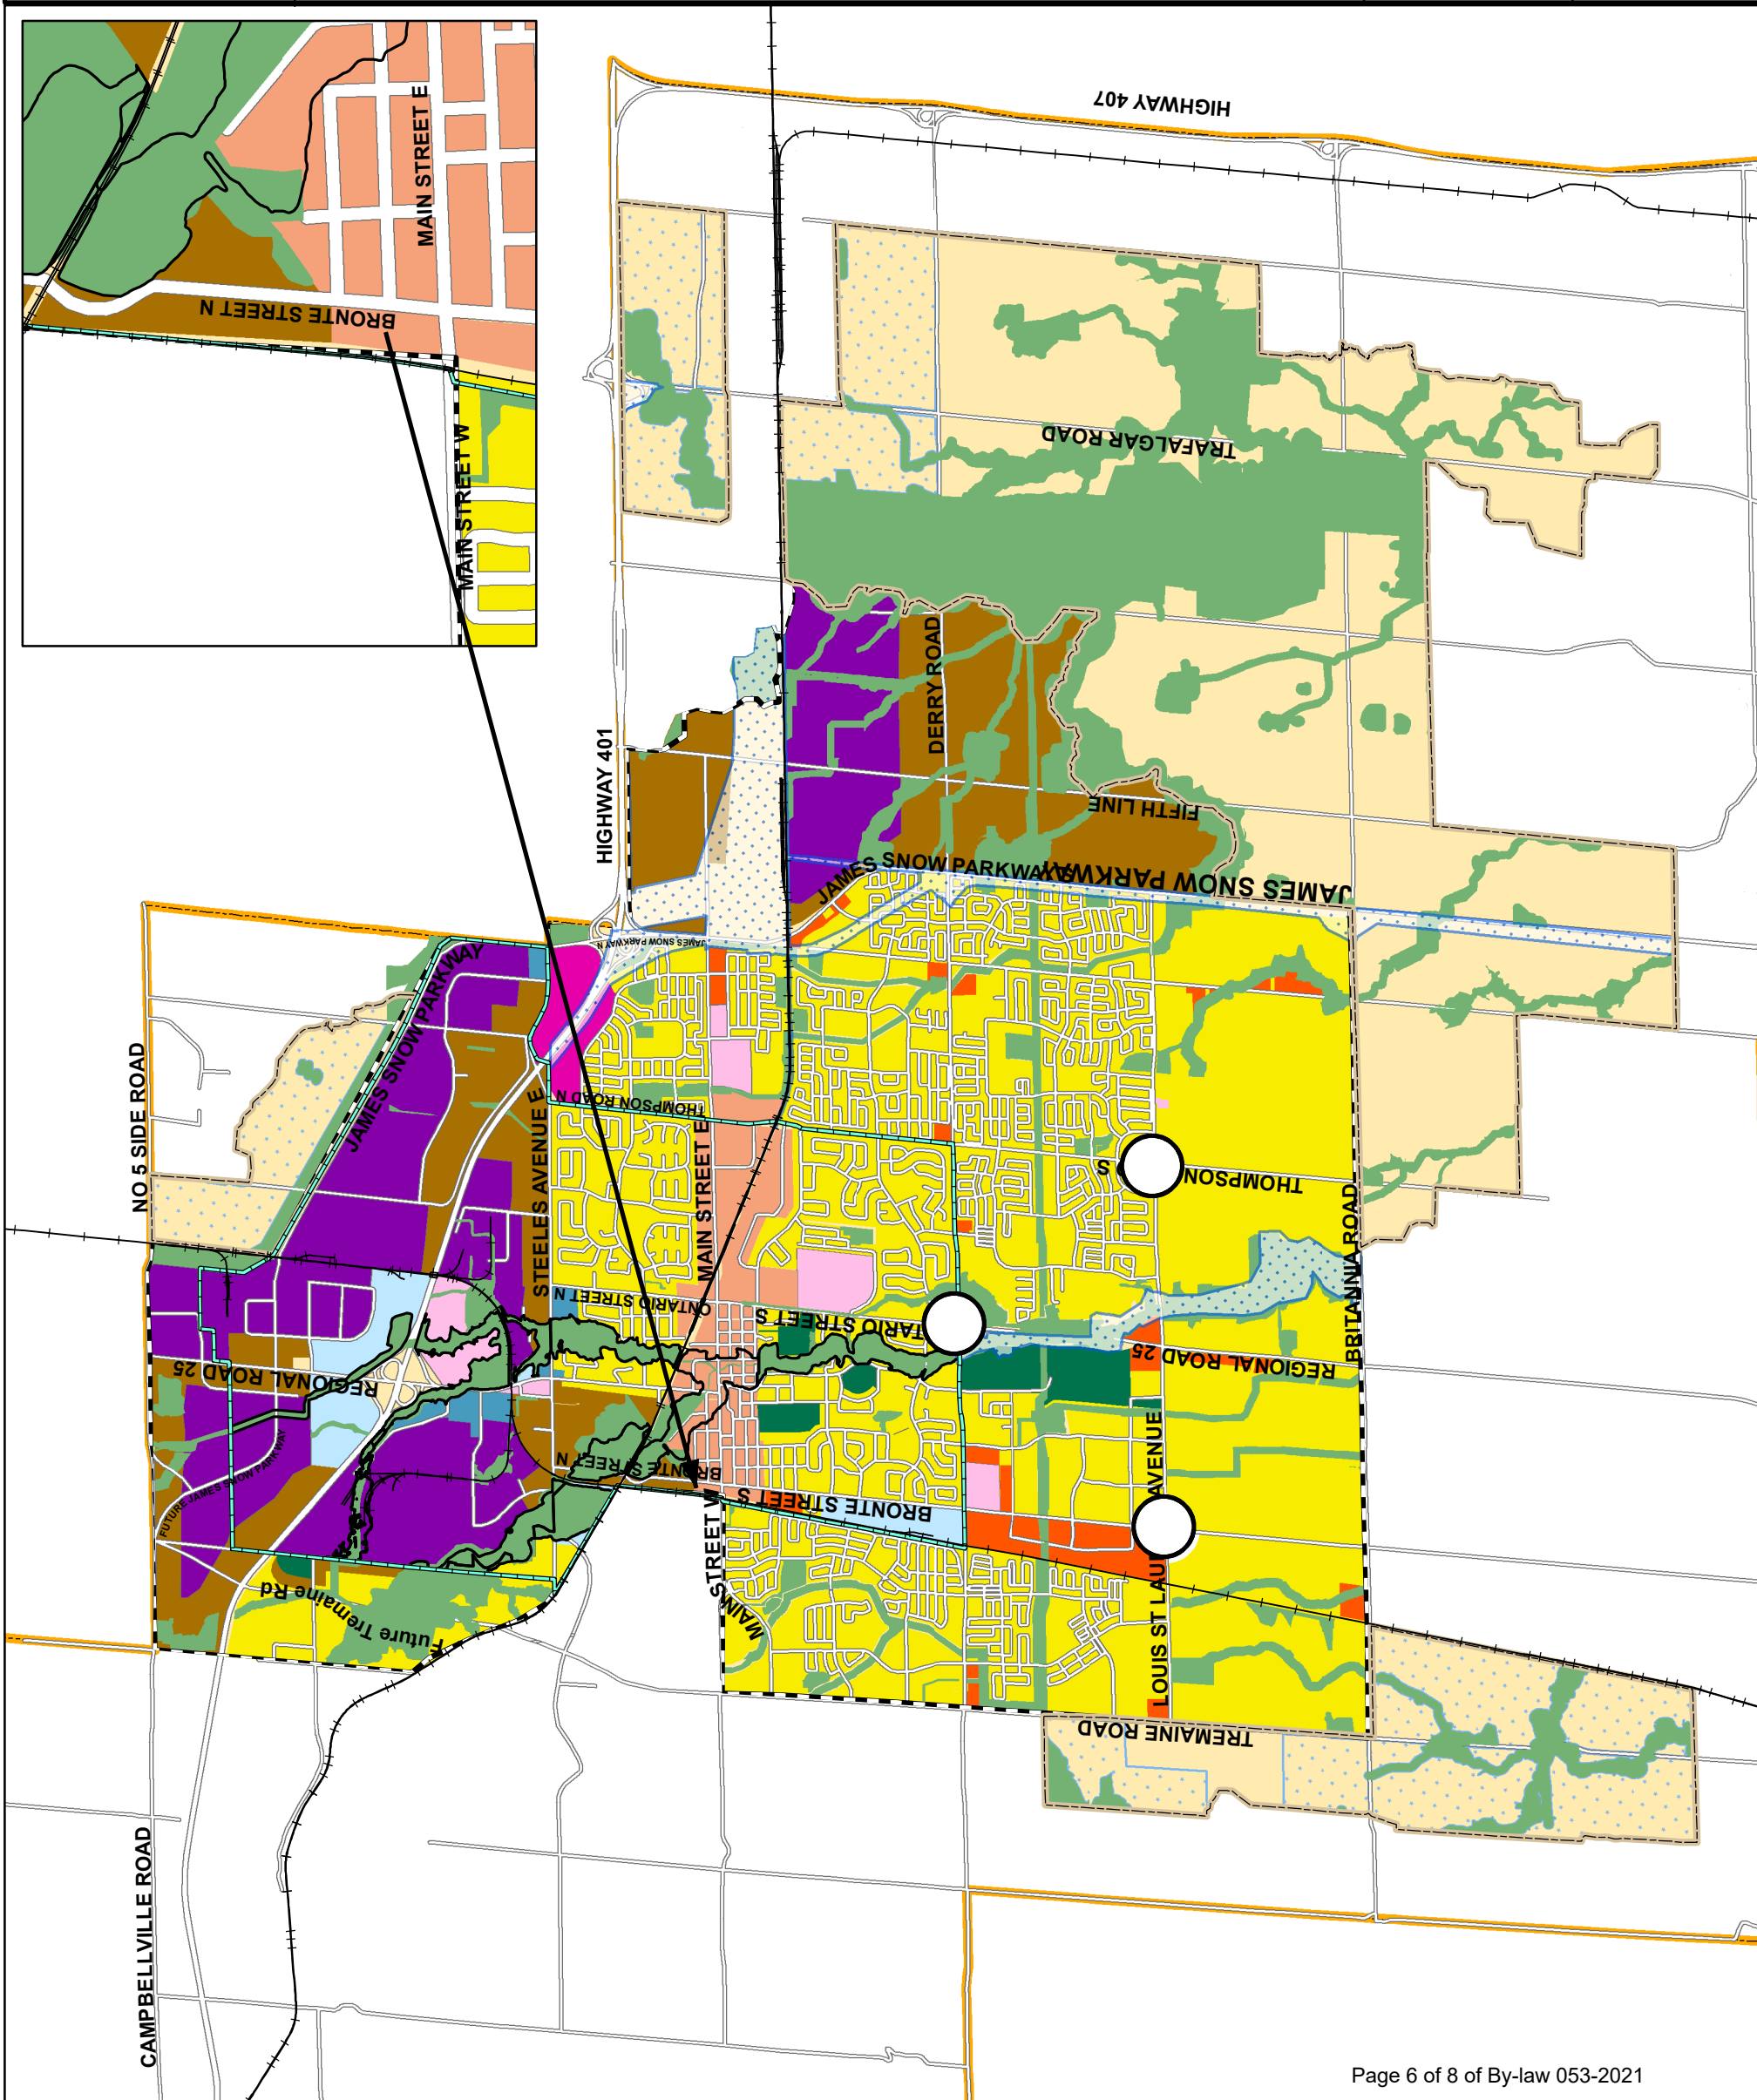 HIGHWAY 407
MAIN STREET E
BRONTE STREET N
MAIN STREET W
TRAFALGAR ROAD
DERRY ROAD
HIGHWAY 401
FIFTH LINE
JAMES SNOW PARKWAY S
JAMES SNOW PARKWAY
JAMES SNOW PARKWAY N
JAMES SNOW PARKWAY
NO 5 SIDE ROAD
THOMPSON ROAD N
STEELES AVENUE E
MAIN STREET E
THOMPSON S
BRITANNIA ROAD
ONTARIO STREET N
TARIO STREET S
REGIONAL ROAD 25
REGIONAL ROAD 25
FUTURE JAMES SNOW PARKWAY
BRONTE STREET N
BRONTE STREET S
MAIN STREET W
LOUIS ST LAU AVENUE
Future Tremaine Rd
TREMAINE ROAD
CAMPBELLVILLE ROAD
Page 6 of 8 of By-law 053-2021